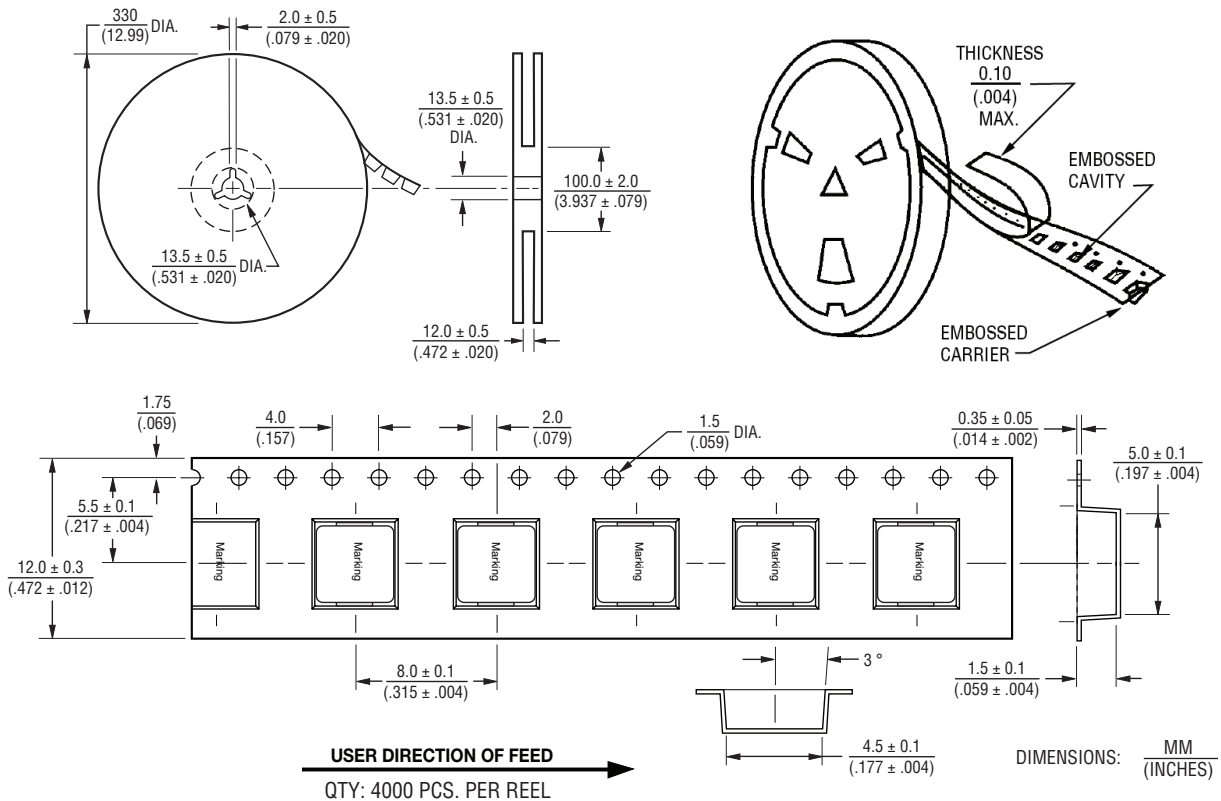 330
(12.99)
DIA.
2.0 ± 0.5
(.079 ± .020)
13.5 ± 0.5
(.531 ± .020)
DIA.
100.0 ± 2.0
(3.937 ± .079)
13.5 ± 0.5
(.531 ± .020)
DIA.
12.0 ± 0.5
(.472 ± .020)
THICKNESS
0.10
(.004)
MAX.
EMBOSSED
CAVITY
EMBOSSED
CARRIER
1.75
(.069)
4.0
(.157)
2.0
(.079)
1.5
(.059)
DIA.
0.35 ± 0.05
(.014 ± .002)
5.0 ± 0.1
(.197 ± .004)
5.5 ± 0.1
(.217 ± .004)
12.0 ± 0.3
(.472 ± .012)
Marking
Marking
Marking
Marking
Marking
Marking
8.0 ± 0.1
(.315 ± .004)
3 °
1.5 ± 0.1
(.059 ± .004)
4.5 ± 0.1
(.177 ± .004)
USER DIRECTION OF FEED
QTY: 4000 PCS. PER REEL
DIMENSIONS:
MM
(INCHES)